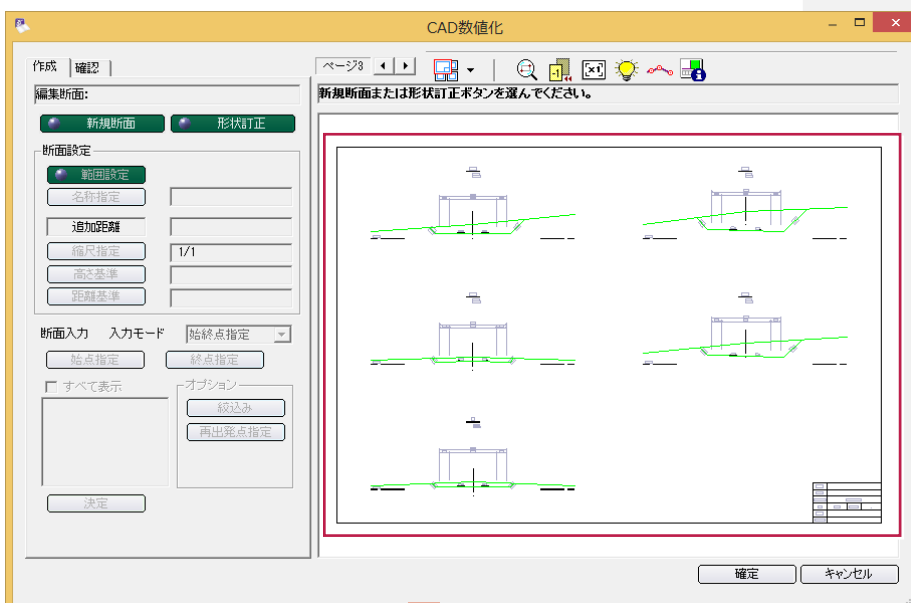 CAD数値化
作成 確認
ページ3
編集断面:
新規断面または形状訂正ボタンを選んでください。
新規断面 形状訂正
断面設定
範囲設定
名称指定
追加距離
縮尺指定 1/1
高さ基準
距離基準
断面入力 入力モード 始終点指定
始点指定 終点指定
すべて表示
オプション
絞込み
再出発点指定
決定
確定 キャンセル